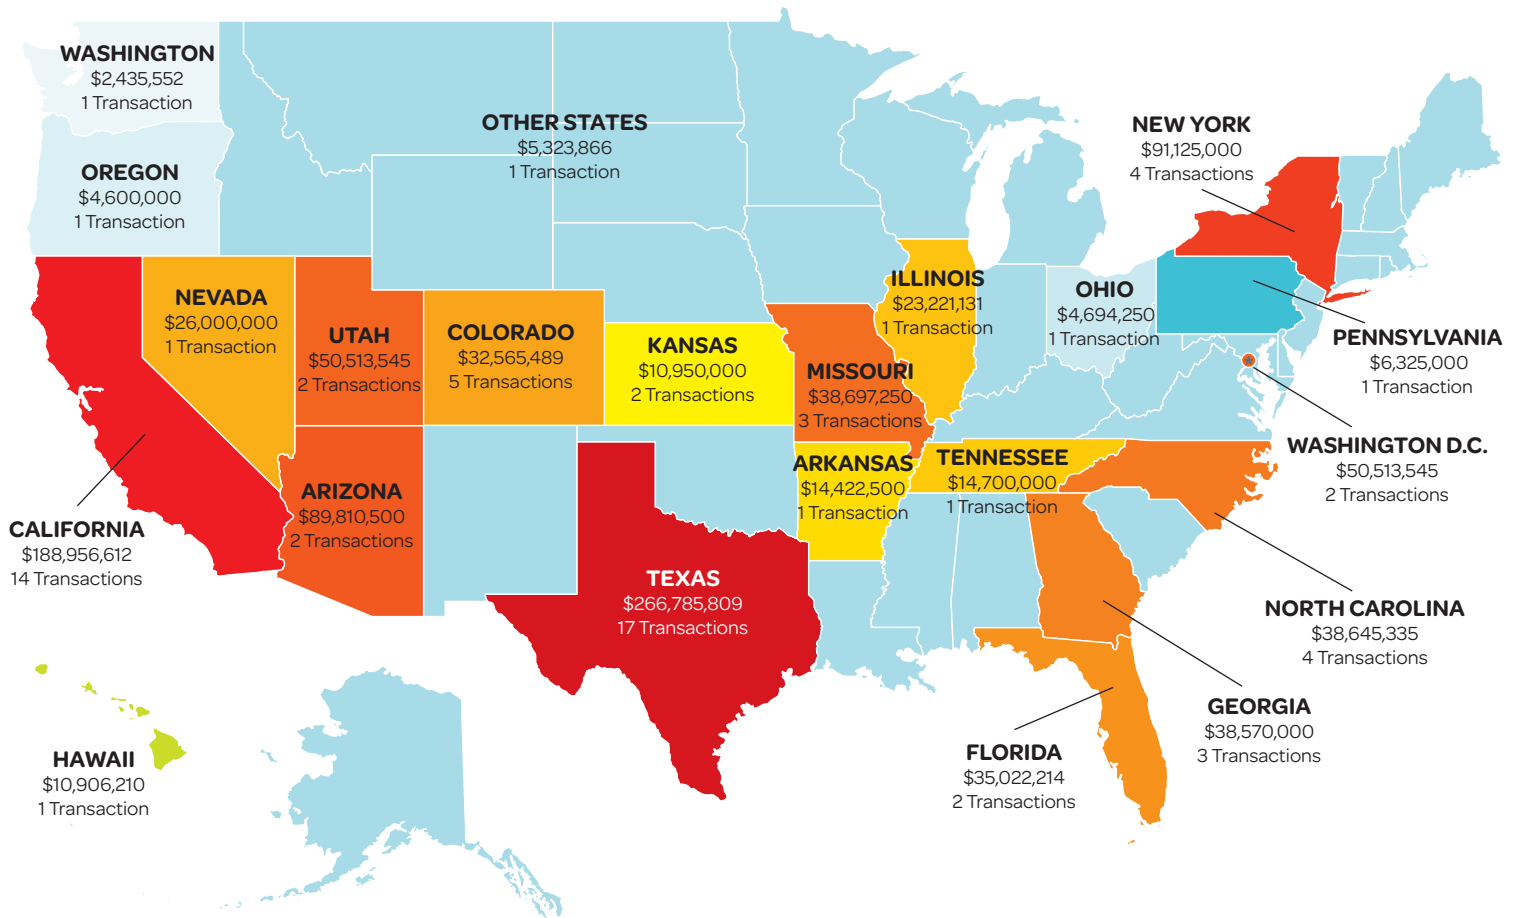 WASHINGTON
$2,435,552
1 Transaction
OREGON
$4,600,000
1 Transaction
OTHER STATES
$5,323,866
1 Transaction
NEW YORK
$91,125,000
4 Transactions
NEVADA
$26,000,000
1 Transaction
UTAH
$50,513,545
2 Transactions
COLORADO
$32,565,489
5 Transactions
KANSAS
$10,950,000
2 Transactions
MISSOURI
$38,697,250
3 Transactions
ILLINOIS
$23,221,131
1 Transaction
OHIO
$4,694,250
1 Transaction
PENNSYLVANIA
$6,325,000
1 Transaction
WASHINGTON D.C.
$50,513,545
2 Transactions
CALIFORNIA
$188,956,612
14 Transactions
ARIZONA
$89,810,500
2 Transactions
ARKANSAS
$14,422,500
1 Transaction
TENNESSEE
$14,700,000
1 Transaction
TEXAS
$266,785,809
17 Transactions
NORTH CAROLINA
$38,645,335
4 Transactions
GEORGIA
$38,570,000
3 Transactions
FLORIDA
$35,022,214
2 Transactions
HAWAII
$10,906,210
1 Transaction